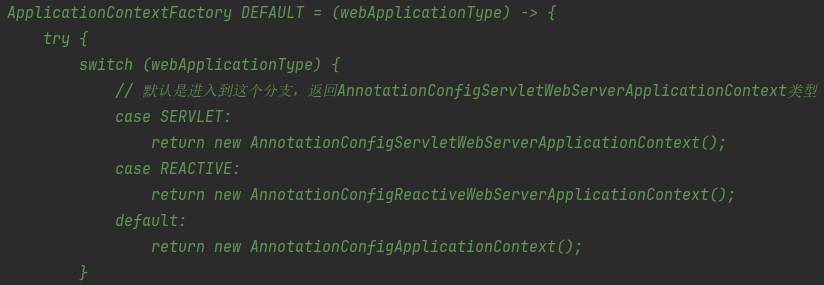 ApplicationContextFactory DEFAULT = (webApplicationType) -> {
    try {
        switch (webApplicationType) {
            // 默认是进入到这个分支，返回AnnotationConfigServletWebServerApplicationContext类型
            case SERVLET:
                return new AnnotationConfigServletWebServerApplicationContext();
            case REACTIVE:
                return new AnnotationConfigReactiveWebServerApplicationContext();
            default:
                return new AnnotationConfigApplicationContext();
        }